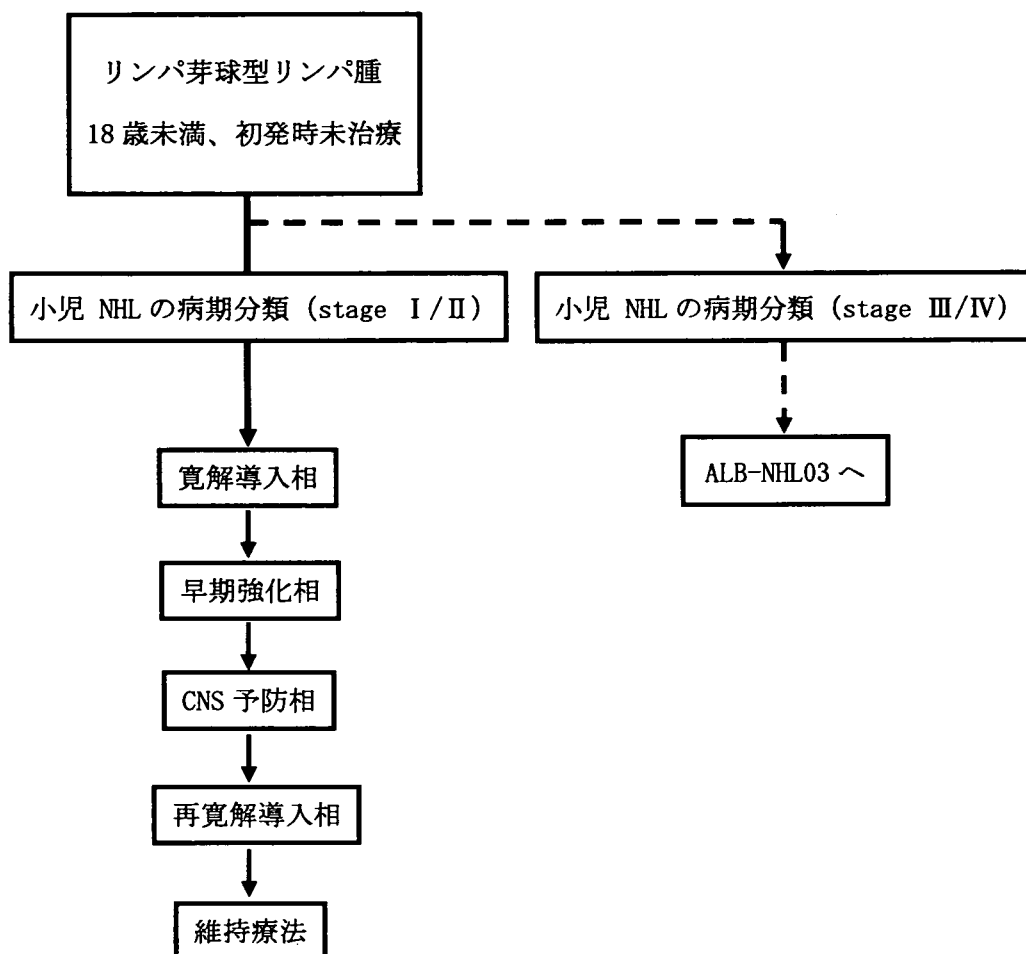 リンパ芽球型リンパ腫
18歳未満、初発時未治療
小児 NHL の病期分類 (stage Ⅰ/Ⅱ)
小児 NHL の病期分類 (stage Ⅲ/Ⅳ)
寛解導入相
ALB-NHL03 へ
早期強化相
CNS 予防相
再寛解導入相
維持療法